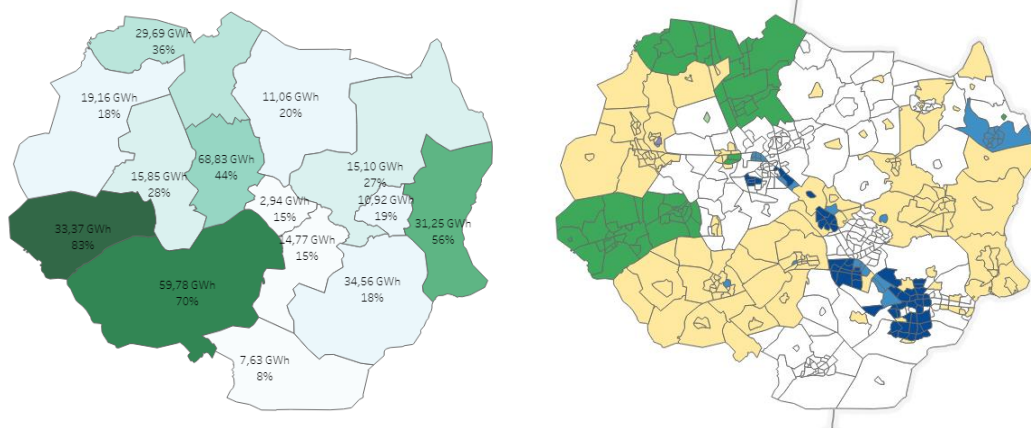 29,69 GWh
36%
19,16 GWh
18%
11,06 GWh
20%
68,83 GWh
44%
15,85 GWh
28%
15,10 GWh
27%
10,92 GWh
19%
2,94 GWh
15%
31,25 GWh
56%
33,37 GWh
83%
14,77 GWh
15%
59,78 GWh
70%
34,56 GWh
18%
7,63 GWh
8%